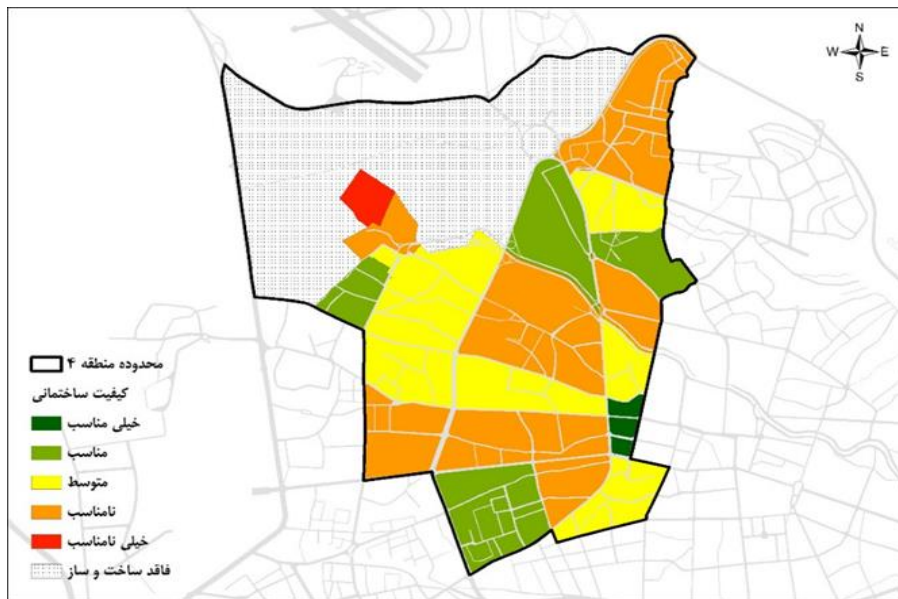 N
W E
S
محدوده منطقه ۴
کیفیت ساختمانی
خیلی مناسب
مناسب
متوسط
نامناسب
خیلی نامناسب
فاقد ساخت و ساز